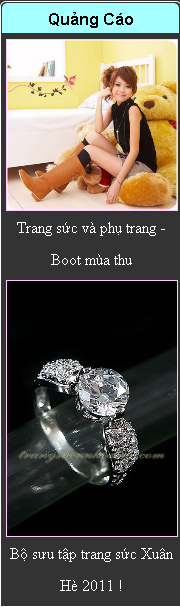 Quảng Cáo
Trang sức và phụ trang -
Boot mùa thu
Bộ sưu tập trang sức Xuân
Hè 2011 !